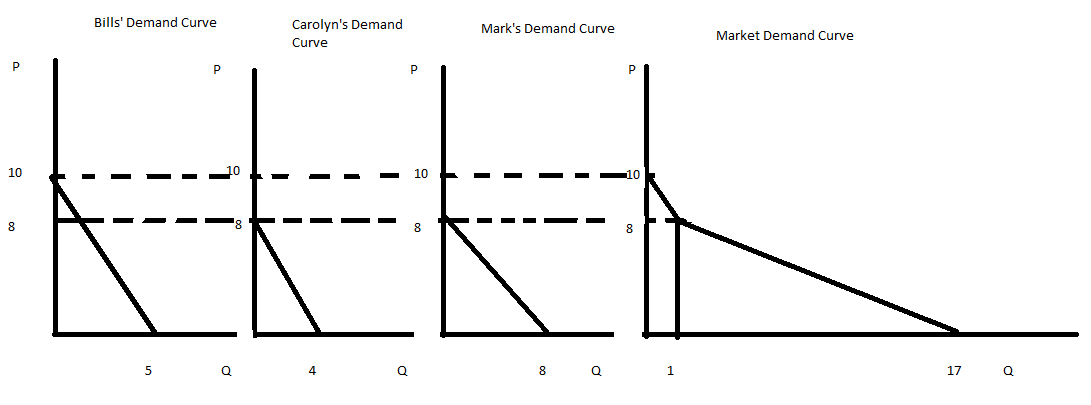 Bills' Demand Curve
Carolyn's Demand
Curve
Mark's Demand Curve
Market Demand Curve
P
P
P
P
10
10
10
10
8
8
8
8
5
Q
4
Q
8
Q
1
17
Q